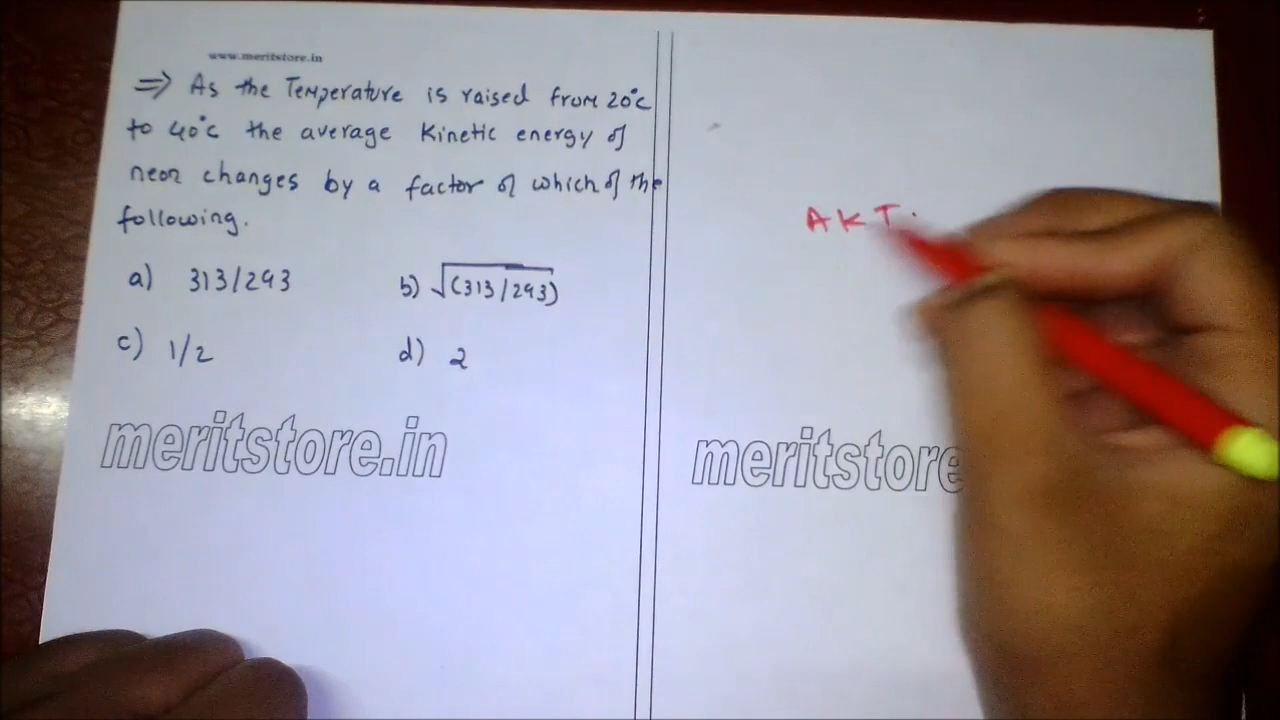 www.meritstore.in
⇒ As the Temperature is raised from 20°c
to 40°c the average Kinetic energy of
neon changes by a factor of which of the
following.
a) 313/293 b) √(313/293)
c) 1/2 d) 2
meritstore.in
A K T.
meritstore